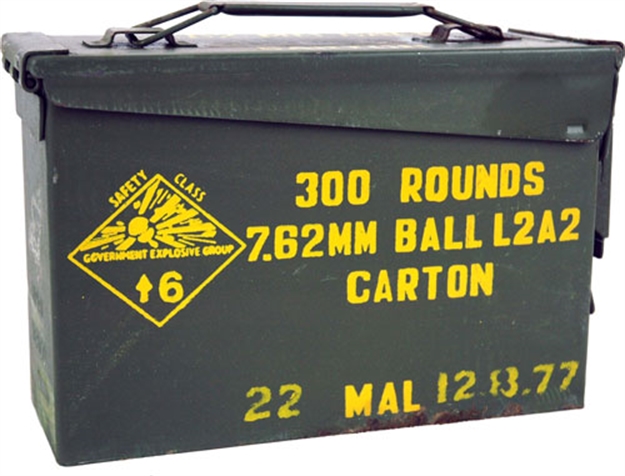 SAFETY CLASS
GOVERNMENT EXPLOSIVE GROUP
6
300 ROUNDS
7.62MM BALL L2A2
CARTON
22 MAL 12.8.77